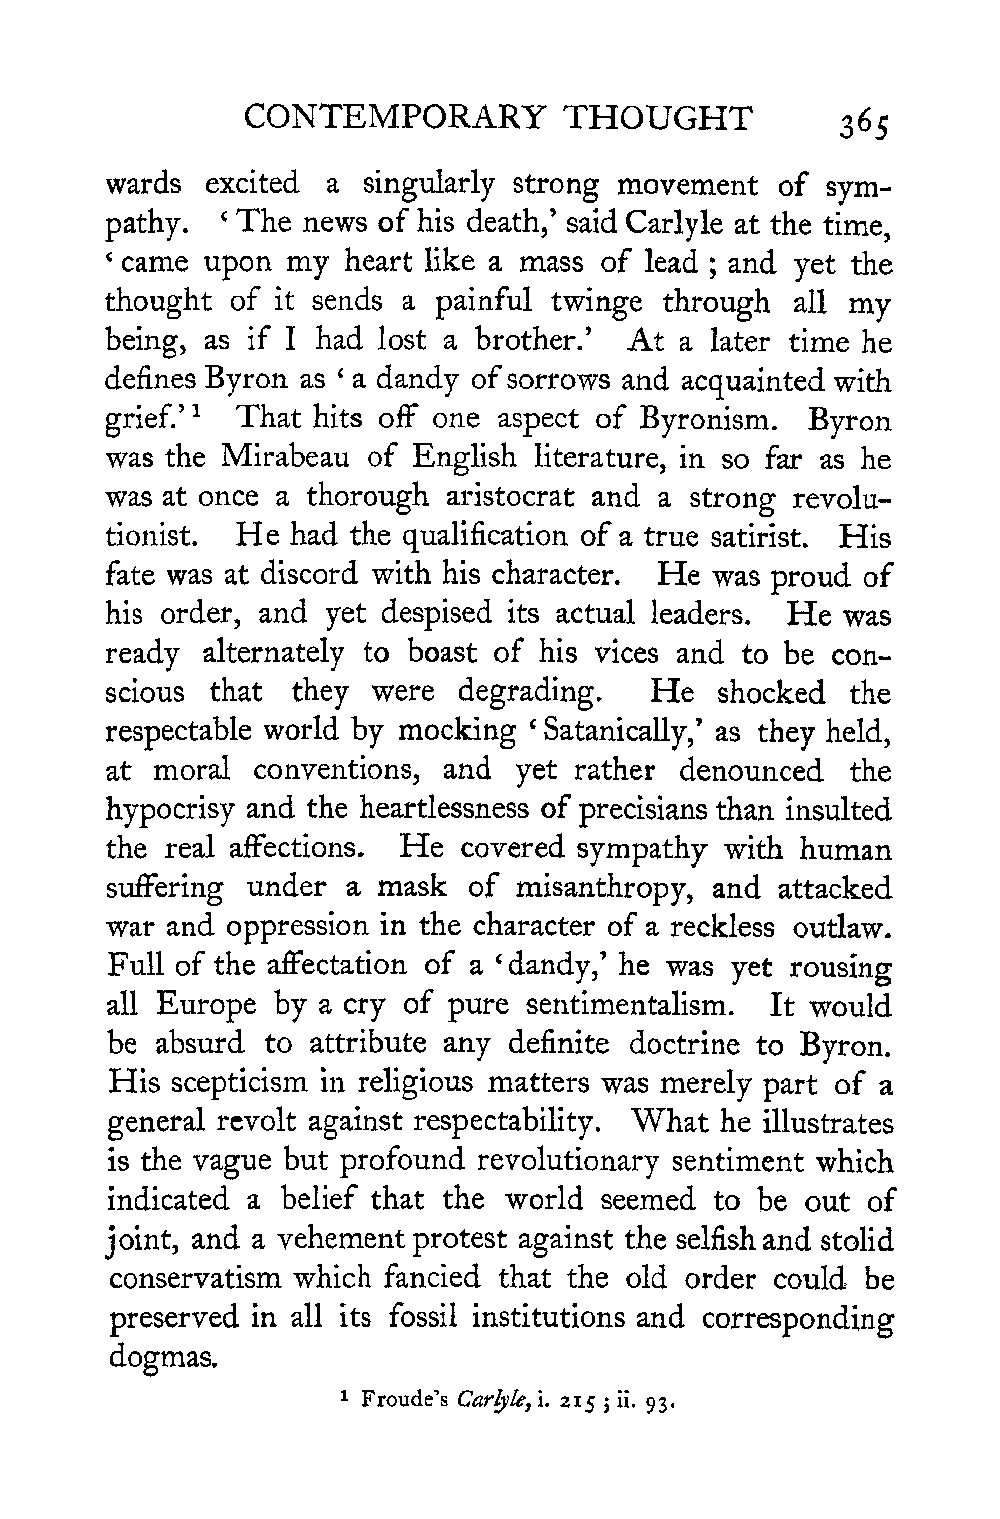 CONTEMPORARY THOUGHT 365
wards excited a singularly strong movement of sym-
pathy. ‘ The news of his death,’ said Carlyle at the time,
‘ came upon my heart like a mass of lead ; and yet the
thought of it sends a painful twinge through all my
being, as if I had lost a brother.’ At a later time he
defines Byron as ‘ a dandy of sorrows and acquainted with
grief.’ ¹ That hits off one aspect of Byronism. Byron
was the Mirabeau of English literature, in so far as he
was at once a thorough aristocrat and a strong revolu-
tionist. He had the qualification of a true satirist. His
fate was at discord with his character. He was proud of
his order, and yet despised its actual leaders. He was
ready alternately to boast of his vices and to be con-
scious that they were degrading. He shocked the
respectable world by mocking ‘ Satanically,’ as they held,
at moral conventions, and yet rather denounced the
hypocrisy and the heartlessness of precisians than insulted
the real affections. He covered sympathy with human
suffering under a mask of misanthropy, and attacked
war and oppression in the character of a reckless outlaw.
Full of the affectation of a ‘ dandy,’ he was yet rousing
all Europe by a cry of pure sentimentalism. It would
be absurd to attribute any definite doctrine to Byron.
His scepticism in religious matters was merely part of a
general revolt against respectability. What he illustrates
is the vague but profound revolutionary sentiment which
indicated a belief that the world seemed to be out of
joint, and a vehement protest against the selfish and stolid
conservatism which fancied that the old order could be
preserved in all its fossil institutions and corresponding
dogmas.
¹ Froude's Carlyle, i. 215 ; ii. 93.